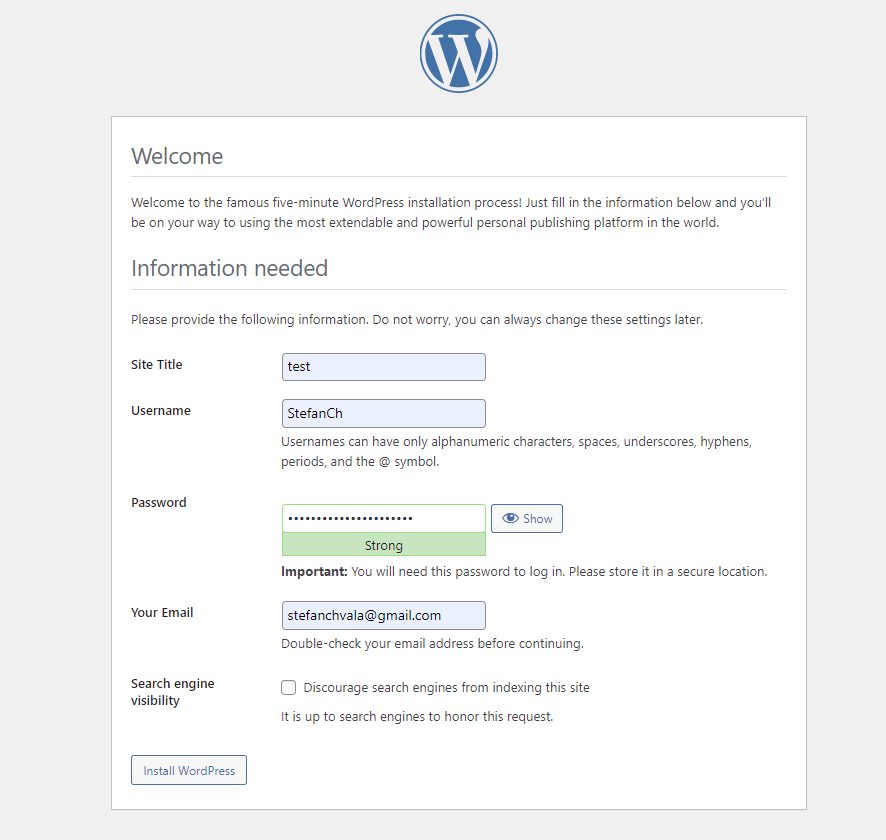 Welcome
Welcome to the famous five-minute WordPress installation process! Just fill in the information below and you’ll
be on your way to using the most extendable and powerful personal publishing platform in the world.
Information needed
Please provide the following information. Do not worry, you can always change these settings later.
Site Title
test
Username
StefanCh
Usernames can have only alphanumeric characters, spaces, underscores, hyphens,
periods, and the @ symbol.
Password
••••••••••••••••••••••
Show
Strong
Important: You will need this password to log in. Please store it in a secure location.
Your Email
stefanchvala@gmail.com
Double-check your email address before continuing.
Search engine
visibility
Discourage search engines from indexing this site
It is up to search engines to honor this request.
Install WordPress